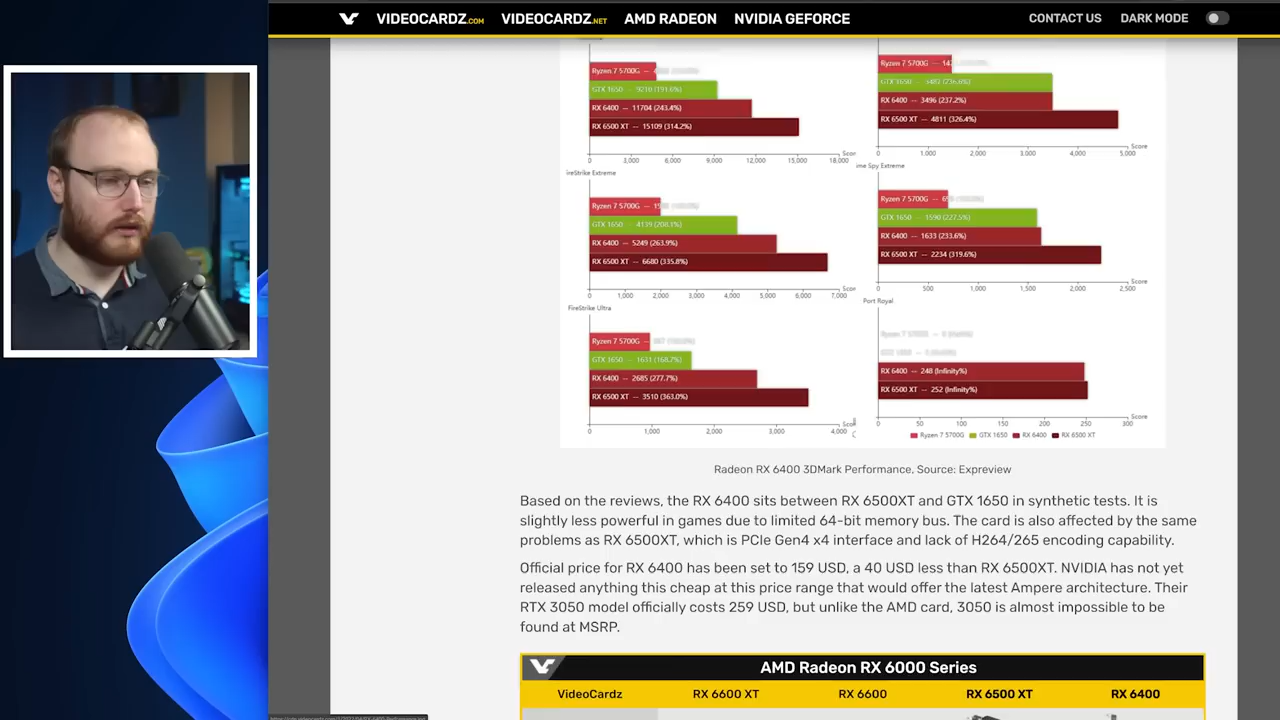 VIDEOCARDZ.COM VIDEOCARDZ.NET AMD RADEON NVIDIA GEFORCE CONTACT US DARK MODE
Ryzen 7 5700G —
GTX 1650 — 9210 (191.6%)
RX 6400 — 11704 (243.4%)
RX 6500 XT — 15109 (314.2%)
Score
0 3,000 6,000 9,000 12,000 15,000 18,000
Ryzen 7 5700G —
GTX 1650 —
RX 6400 — 3496 (237.2%)
RX 6500 XT — 4811 (326.4%)
Score
0 1,000 2,000 3,000 4,000 5,000
ireStrike Extreme
Ryzen 7 5700G —
GTX 1650 — 4139 (208.1%)
RX 6400 — 5249 (263.9%)
RX 6500 XT — 6680 (335.8%)
Scor
0 1,000 2,000 3,000 4,000 5,000 6,000 7,000
ime Spy Extreme
Ryzen 7 5700G —
GTX 1650 — 1590 (227.5%)
RX 6400 — 1633 (233.6%)
RX 6500 XT — 2234 (319.6%)
Score
0 500 1,000 1,500 2,000 2,500
FireStrike Ultra
Ryzen 7 5700G —
GTX 1650 — 1631 (168.7%)
RX 6400 — 2685 (277.7%)
RX 6500 XT — 3510 (363.0%)
Scor
0 1,000 2,000 3,000 4,000
Port Royal
RX 6400 — 248 (Infinity%)
RX 6500 XT — 252 (Infinity%)
Score
0 50 100 150 200 250 300
Ryzen 7 5700G GTX 1650 RX 6400 RX 6500 XT
Radeon RX 6400 3DMark Performance, Source: Expreview
Based on the reviews, the RX 6400 sits between RX 6500XT and GTX 1650 in synthetic tests. It is
slightly less powerful in games due to limited 64-bit memory bus. The card is also affected by the same
problems as RX 6500XT, which is PCIe Gen4 x4 interface and lack of H264/265 encoding capability.
Official price for RX 6400 has been set to 159 USD, a 40 USD less than RX 6500XT. NVIDIA has not yet
released anything this cheap at this price range that would offer the latest Ampere architecture. Their
RTX 3050 model officially costs 259 USD, but unlike the AMD card, 3050 is almost impossible to be
found at MSRP.
AMD Radeon RX 6000 Series
VideoCardz RX 6600 XT RX 6600 RX 6500 XT RX 6400